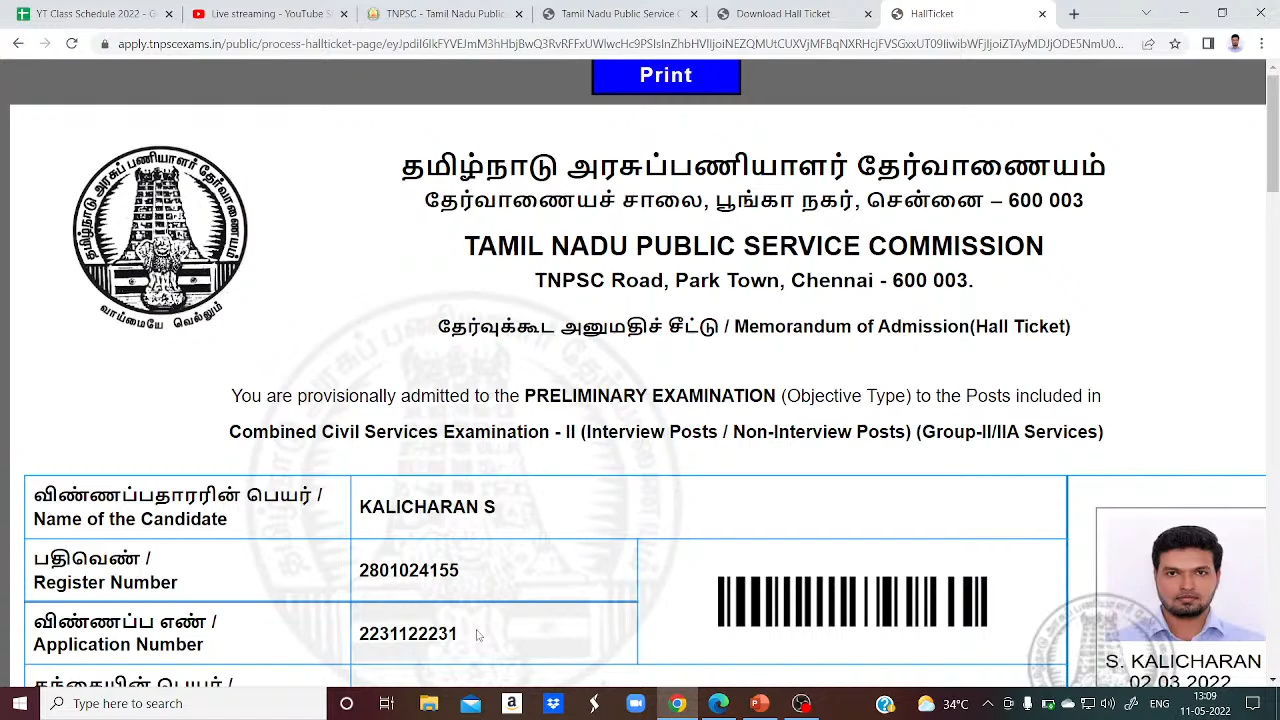 YT Class Schedule 2022 - G
Live streaming - YouTube S
TNPSC - Tamil Nadu Public
Tamil Nadu Public Service C
Download Hall Ticket
HallTicket
Print
தமிழ்நாடு அரசுப்பணியாளர் தேர்வாணையம்
தேர்வாணையச் சாலை, பூங்கா நகர், சென்னை – 600 003
TAMIL NADU PUBLIC SERVICE COMMISSION
TNPSC Road, Park Town, Chennai - 600 003.
தமிழ்நாடு அரசுப்பணியாளர் தேர்வாணையம்
வாய்மையே வெல்லும்
தேர்வுக்கூட அனுமதிச் சீட்டு / Memorandum of Admission(Hall Ticket)
You are provisionally admitted to the PRELIMINARY EXAMINATION (Objective Type) to the Posts included in
Combined Civil Services Examination - II (Interview Posts / Non-Interview Posts) (Group-II/IIA Services)
விண்ணப்பதாரரின் பெயர் /
Name of the Candidate
KALICHARAN S
பதிவெண் /
Register Number
2801024155
விண்ணப்ப எண் /
Application Number
2231122231
S. KALICHARAN
02.03.2022
Type here to search
34°C
ENG
13:09
11-05-2022